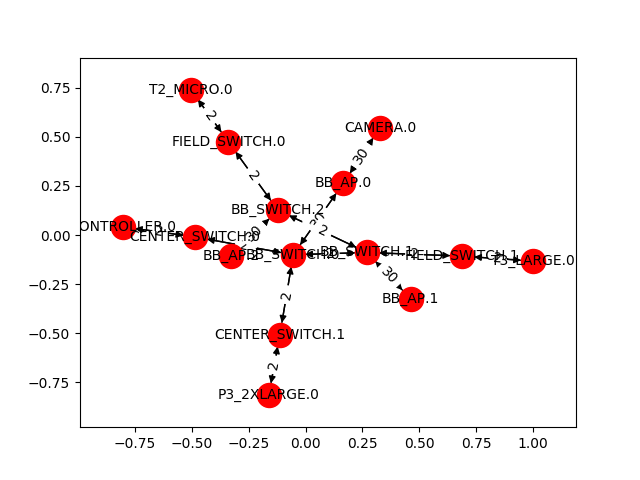 0.75
0.50
0.25
0.00
−0.25
−0.50
−0.75
T2_MICRO.0
2
FIELD_SWITCH.0
2
CAMERA.0
30
BB_AP.0
BB_SWITCH.2
2
30
ONTROLLER.0
CENTER_SWITCH.0
BB_AP.2
BB_SWITCH.1
FIELD_SWITCH.1
P3_LARGE.0
30
BB_AP.1
2
CENTER_SWITCH.1
2
P3_2XLARGE.0
−0.75
−0.50
−0.25
0.00
0.25
0.50
0.75
1.00